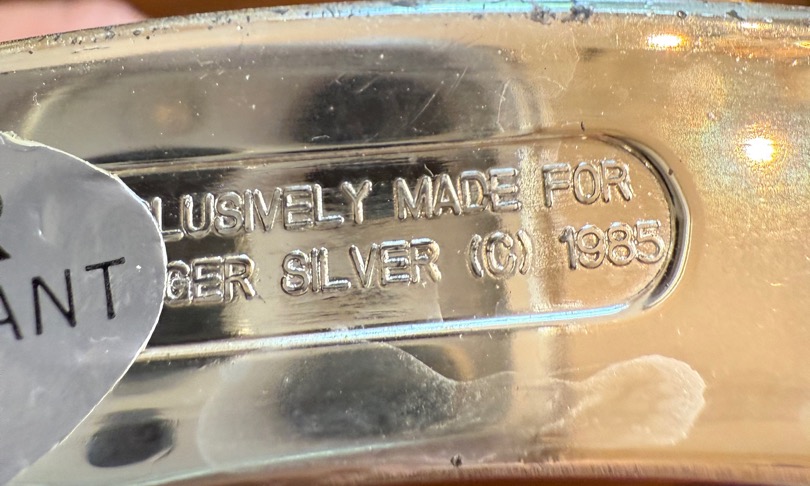 LUSIVELY MADE FOR
GER SILVER (C) 1985
R
ANT